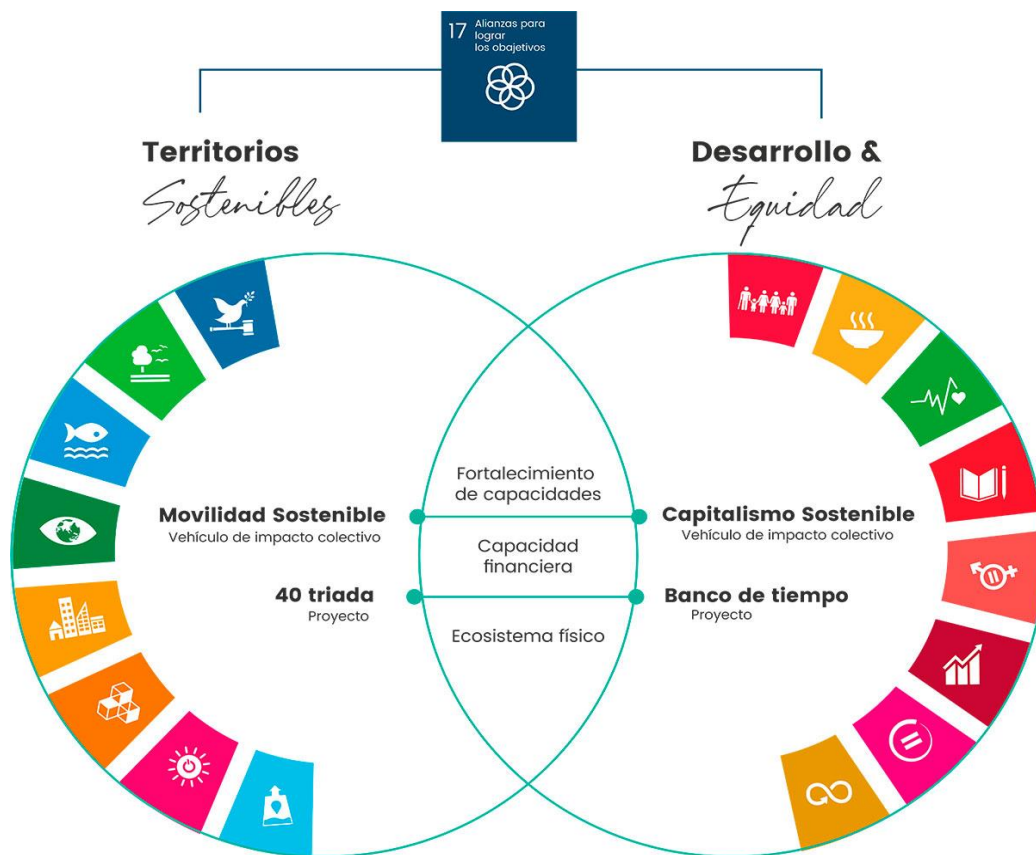 17 Alianzas para
lograr
los obajetivos
Territorios
Sostenibles
Desarrollo &
Equidad
Fortalecimiento
de capacidades
Movilidad Sostenible
Vehículo de impacto colectivo
Capitalismo Sostenible
Vehículo de impacto colectivo
Capacidad
financiera
40 triada
Proyecto
Banco de tiempo
Proyecto
Ecosistema físico